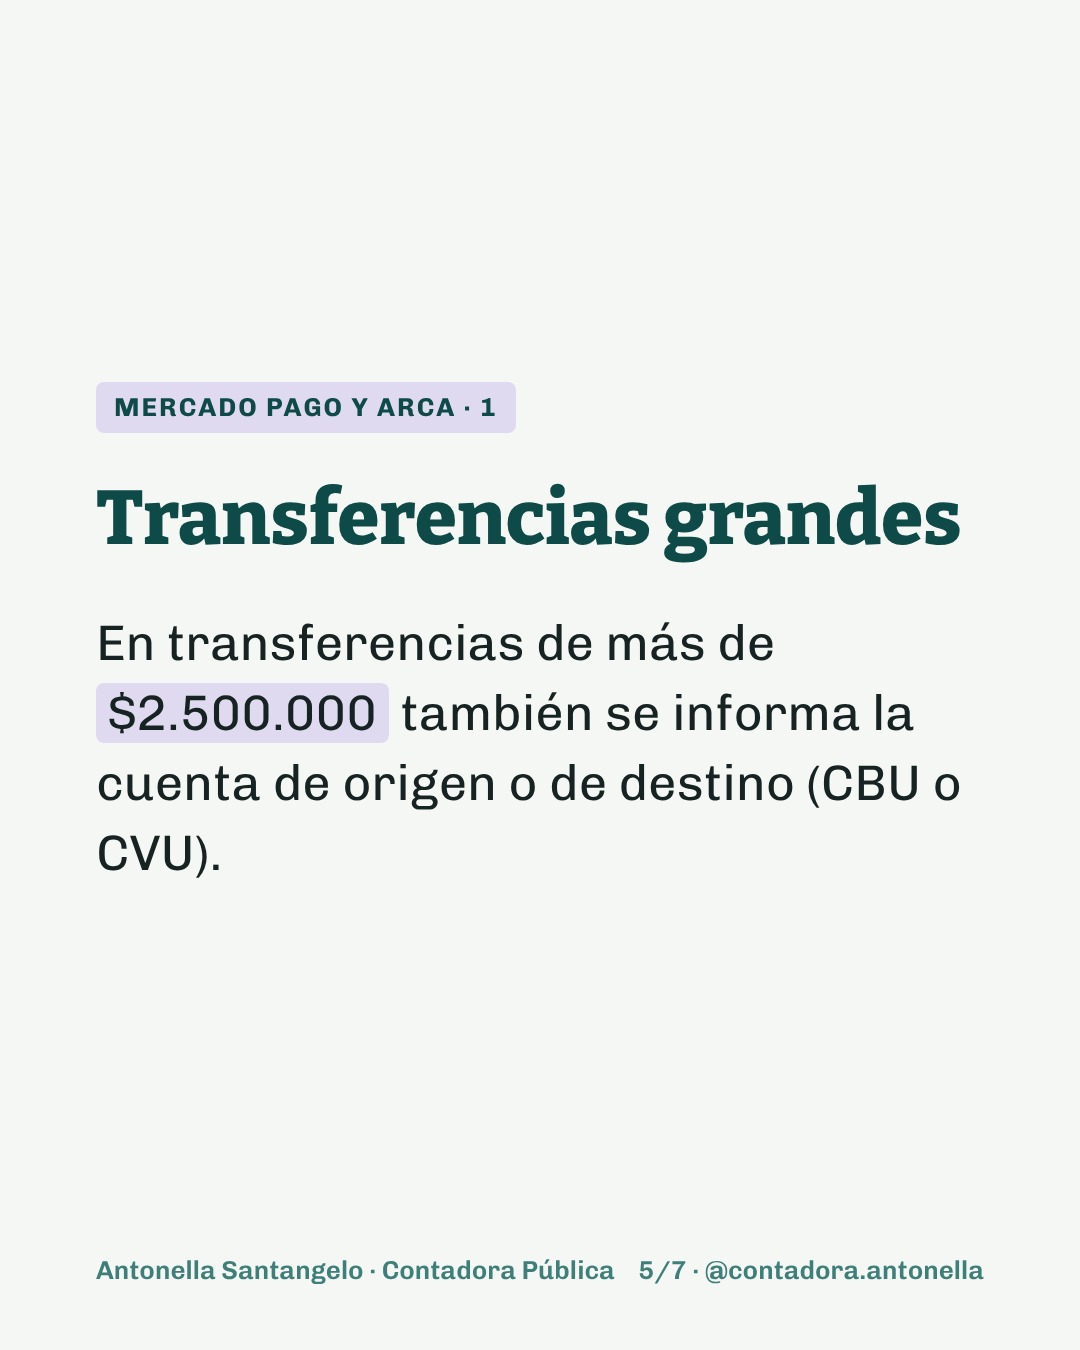 MERCADO PAGO Y ARCA · 1
Transferencias grandes
En transferencias de más de
$2.500.000 también se informa la
cuenta de origen o de destino (CBU o
CVU).
Antonella Santangelo · Contadora Pública 5/7 · @contadora.antonella